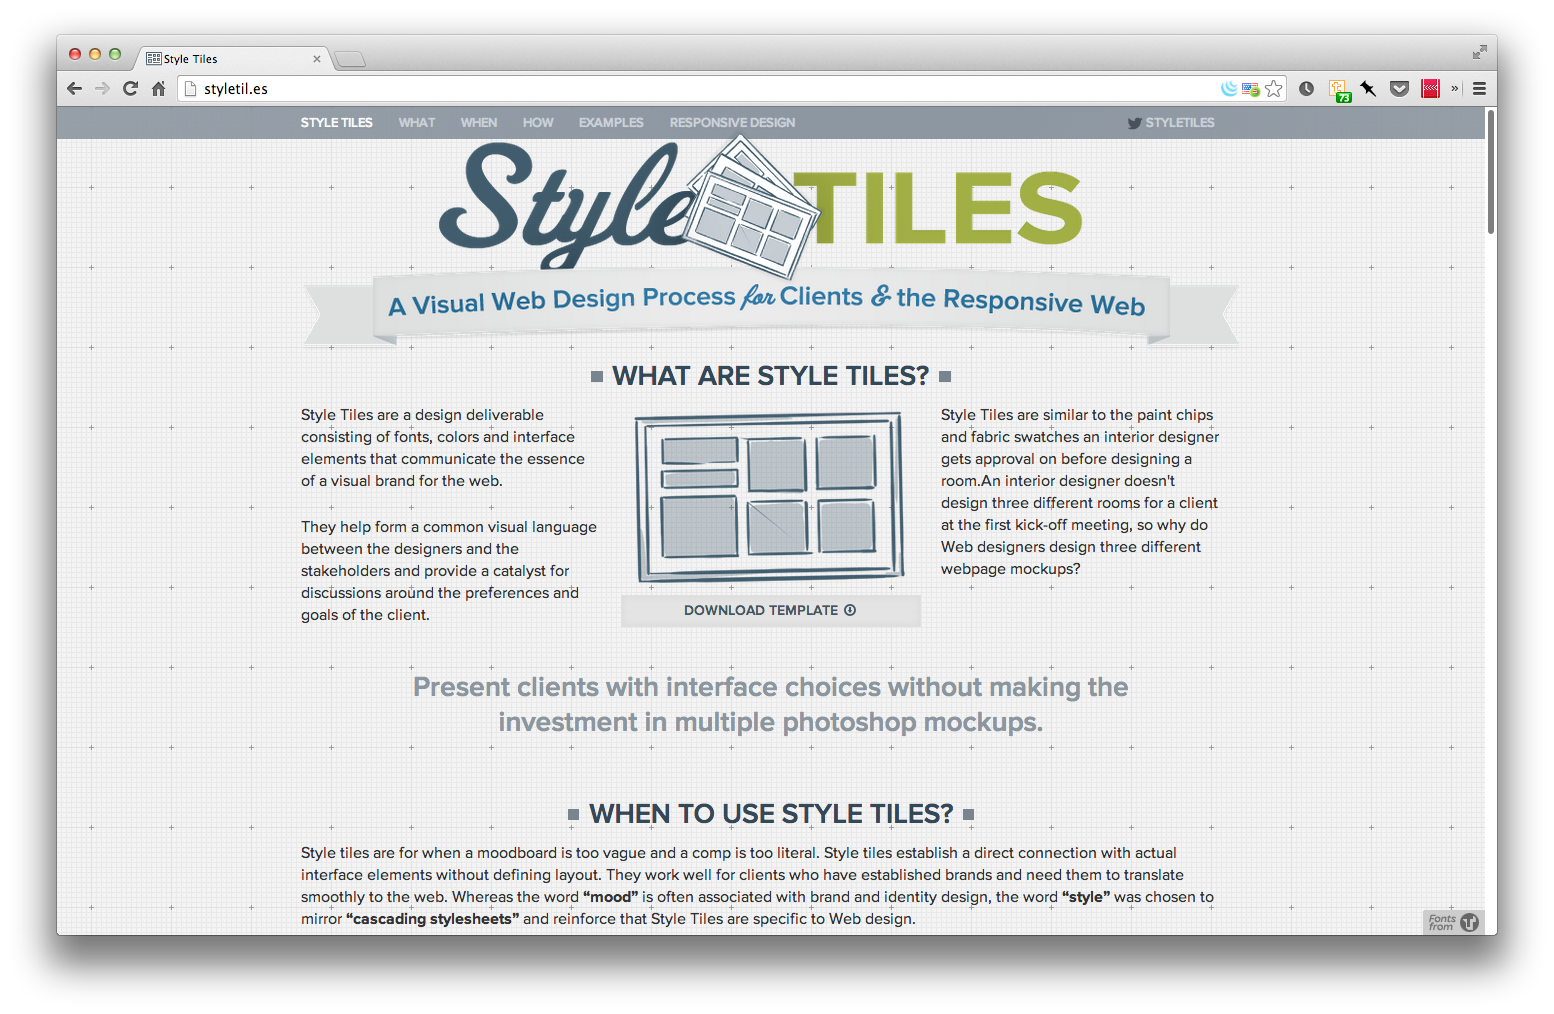 Style Tiles
styletil.es
73
»
STYLE TILES WHAT WHEN HOW EXAMPLES RESPONSIVE DESIGN STYLETILES
Style TILES
A Visual Web Design Process for Clients & the Responsive Web
WHAT ARE STYLE TILES?
Style Tiles are a design deliverable
consisting of fonts, colors and interface
elements that communicate the essence
of a visual brand for the web.
They help form a common visual language
between the designers and the
stakeholders and provide a catalyst for
discussions around the preferences and
goals of the client.
DOWNLOAD TEMPLATE
Style Tiles are similar to the paint chips
and fabric swatches an interior designer
gets approval on before designing a
room.An interior designer doesn't
design three different rooms for a client
at the first kick-off meeting, so why do
Web designers design three different
webpage mockups?
Present clients with interface choices without making the
investment in multiple photoshop mockups.
WHEN TO USE STYLE TILES?
Style tiles are for when a moodboard is too vague and a comp is too literal. Style tiles establish a direct connection with actual
interface elements without defining layout. They work well for clients who have established brands and need them to translate
smoothly to the web. Whereas the word “mood” is often associated with brand and identity design, the word “style” was chosen to
mirror “cascading stylesheets” and reinforce that Style Tiles are specific to Web design.
Fonts
from